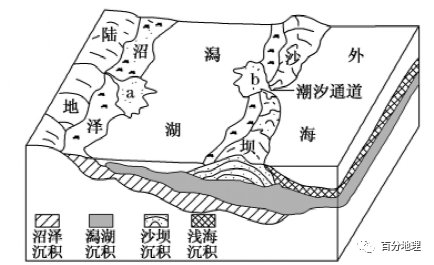 陆 沼 潟 沙 外
a b
潮汐通道
地 泽 湖 坝 海
沼泽沉积 潟湖沉积 沙坝沉积 浅海沉积
百分地理